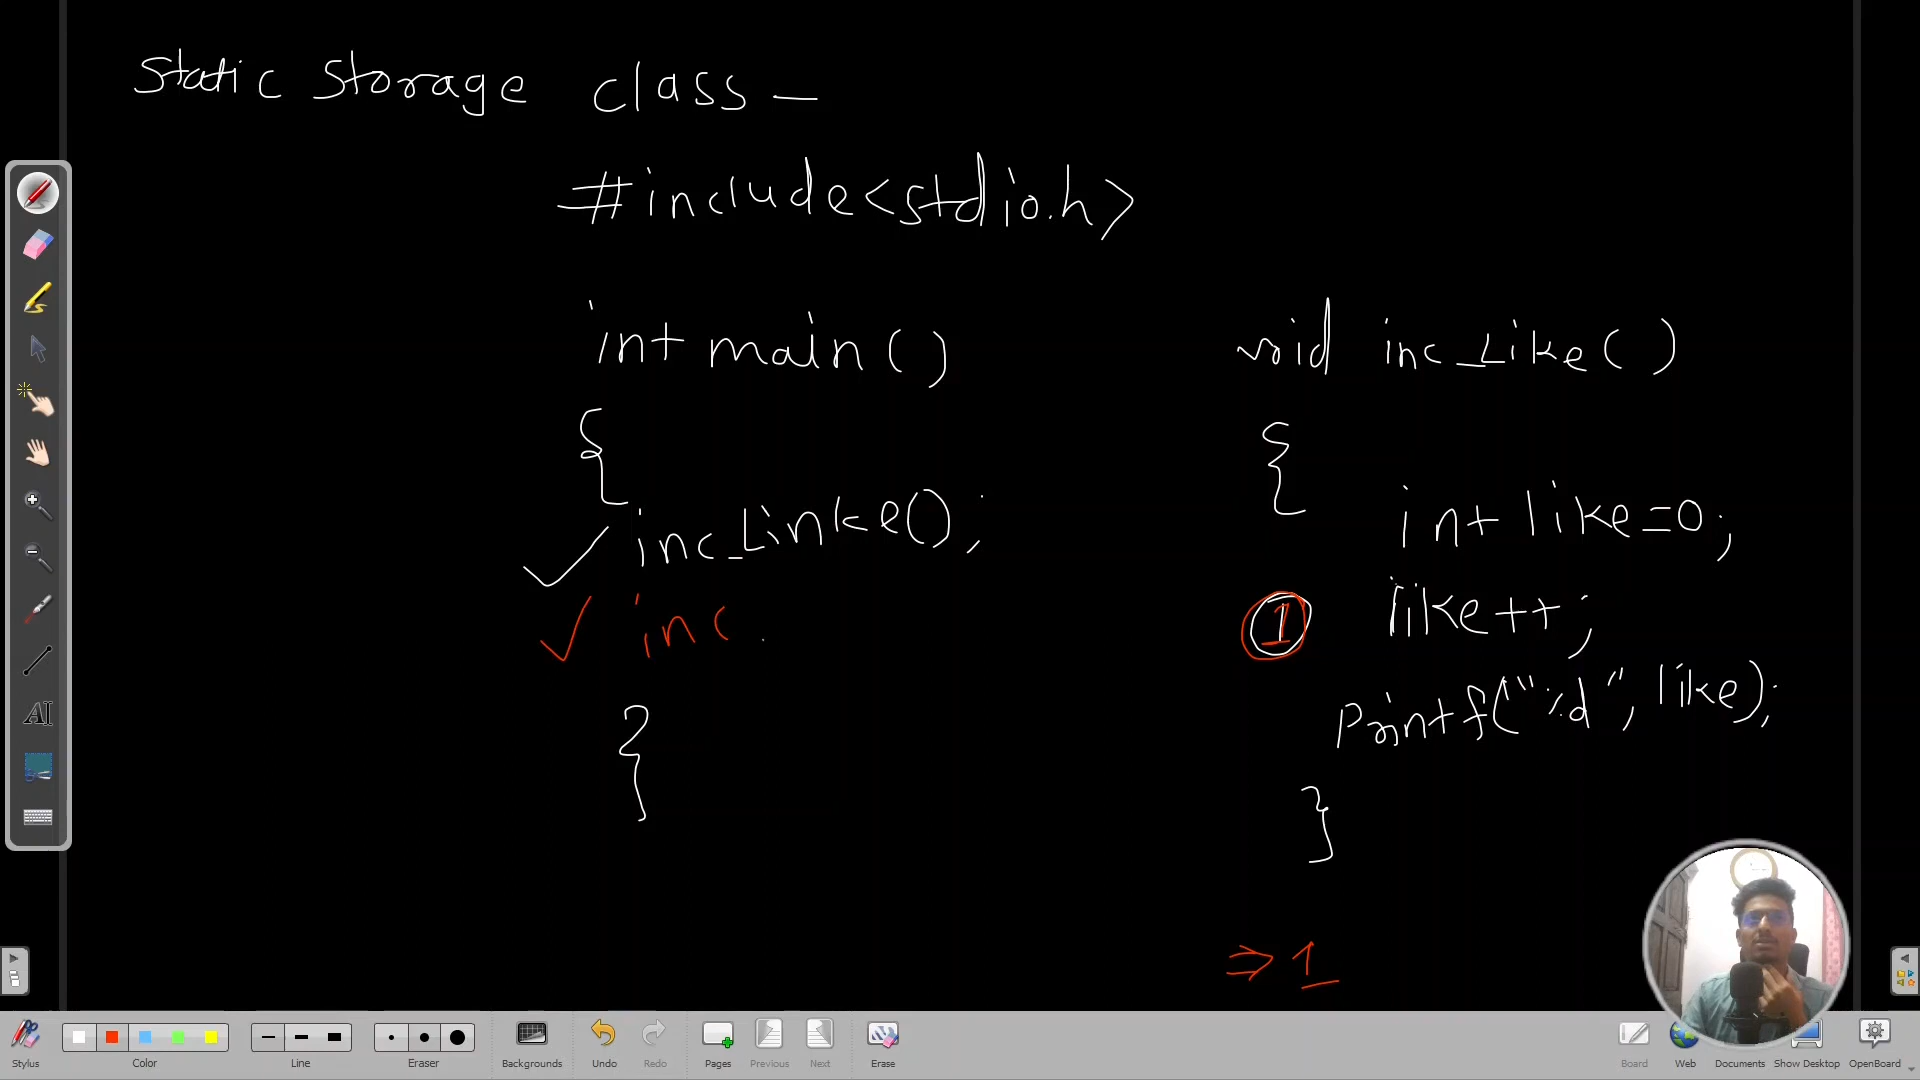 Static Storage class -
#include<stdio.h>
int main()
{
inc_Linke();
inc
}
void inc_Like()
{
int like=0;
1
like++;
printf("%d", like);
}
⇒ 1
AI
Stylus
Color
Line
Eraser
Backgrounds
Undo
Redo
Pages
Previous
Next
Erase
Board
Web
Documents
Show Desktop
OpenBoard